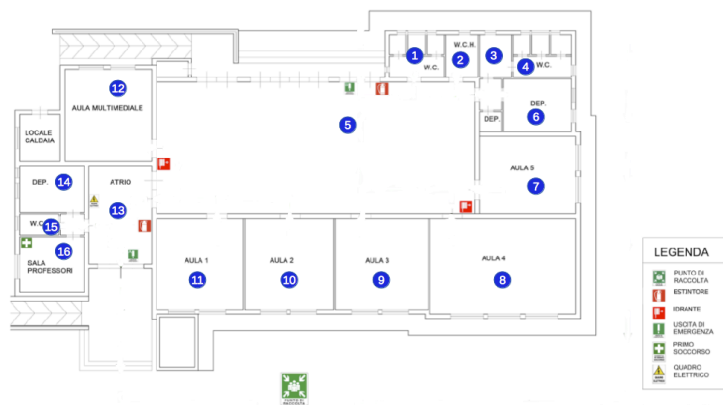 1
W.C.H.
3
2
W.C.
4
W.C.
12
AULA MULTIMEDIALE
DEP.
6
DEP.
5
LOCALE
CALDAIA
AULA 5
7
DEP.
14
ATRIO
13
W.C.
15
16
SALA
PROFESSORI
AULA 1
11
AULA 2
10
AULA 3
9
AULA 4
8
LEGENDA
PUNTO DI
RACCOLTA
ESTINTORE
IDRANTE
USCITA DI
EMERGENZA
PRIMO
SOCCORSO
QUADRO
ELETTRICO